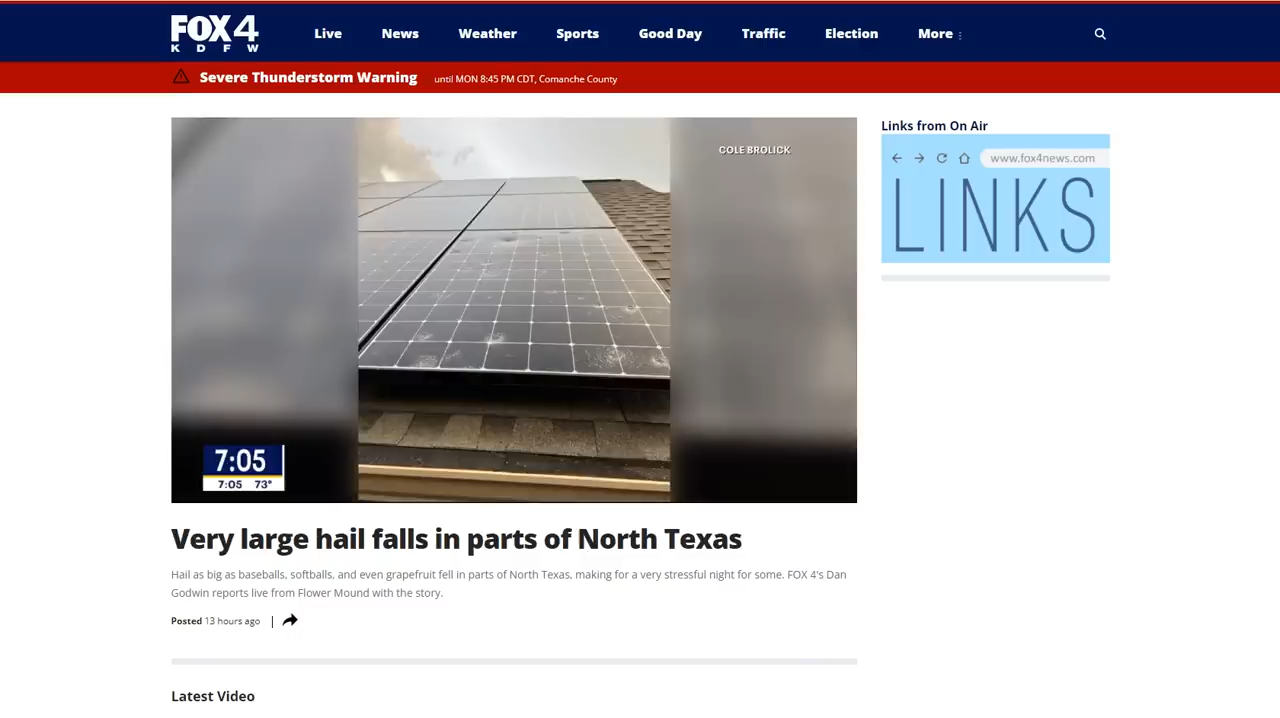 FOX 4
KDFW
Live News Weather Sports Good Day Traffic Election More
Severe Thunderstorm Warning until MON 8:45 PM CDT, Comanche County
COLE BROLICK
7:05
7:05 73°
Links from On Air
www.fox4news.com
LINKS
Very large hail falls in parts of North Texas
Hail as big as baseballs, softballs, and even grapefruit fell in parts of North Texas, making for a very stressful night for some. FOX 4's Dan
Godwin reports live from Flower Mound with the story.
Posted 13 hours ago |
Latest Video